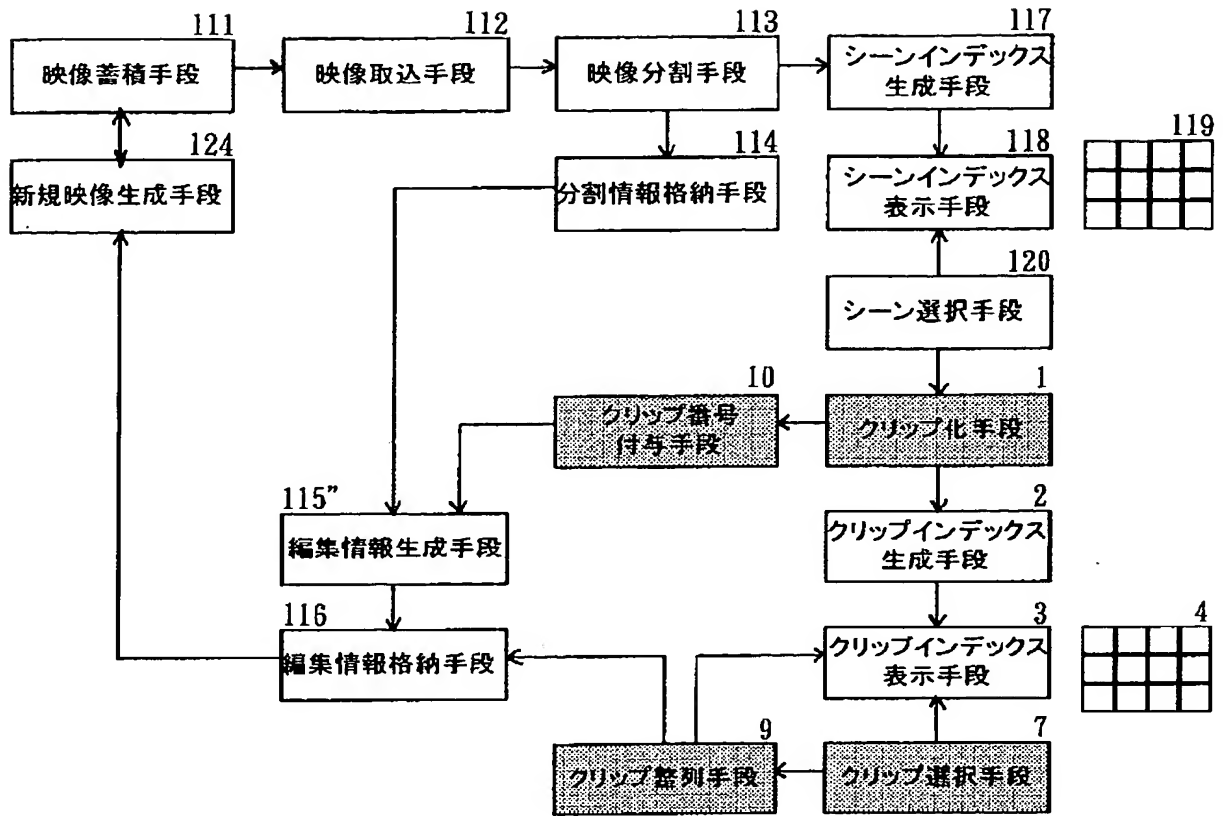 111
映像蓄積手段
112
映像取込手段
113
映像分割手段
117
シーンインデックス
生成手段
124
新規映像生成手段
114
分割情報格納手段
118
シーンインデックス
表示手段
119
120
シーン選択手段
10
クリップ番号
付与手段
1
クリップ化手段
115”
編集情報生成手段
2
クリップインデックス
生成手段
116
編集情報格納手段
3
クリップインデックス
表示手段
4
9
クリップ整列手段
7
クリップ選択手段